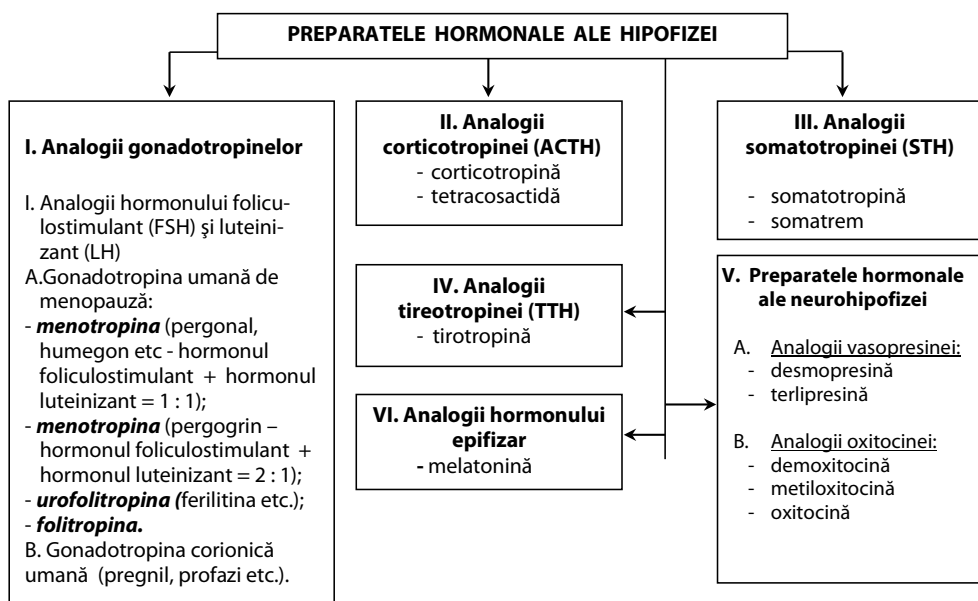 PREPARATELE HORMONALE ALE HIPOFIZEI
I. Analogii gonadotropinelor
I. Analogii hormonului folicu-
lostimulant (FSH) şi luteini-
zant (LH)
A.Gonadotropina umană de
menopauză:
- menotropina (pergonal,
humegon etc - hormonul
foliculostimulant + hormonul
luteinizant = 1 : 1);
- menotropina (pergogrin –
hormonul foliculostimulant +
hormonul luteinizant = 2 : 1);
- urofolitropina (ferilitina etc.);
- folitropina.
B. Gonadotropina corionică
umană (pregnil, profazi etc.).
II. Analogii
corticotropinei (ACTH)
- corticotropină
- tetracosactidă
III. Analogii
somatotropinei (STH)
- somatotropină
- somatrem
IV. Analogii
tireotropinei (TTH)
- tirotropină
V. Preparatele hormonale
ale neurohipofizei
A. Analogii vasopresinei:
- desmopresină
- terlipresină
B. Analogii oxitocinei:
- demoxitocină
- metiloxitocină
- oxitocină
VI. Analogii hormonului
epifizar
- melatonină